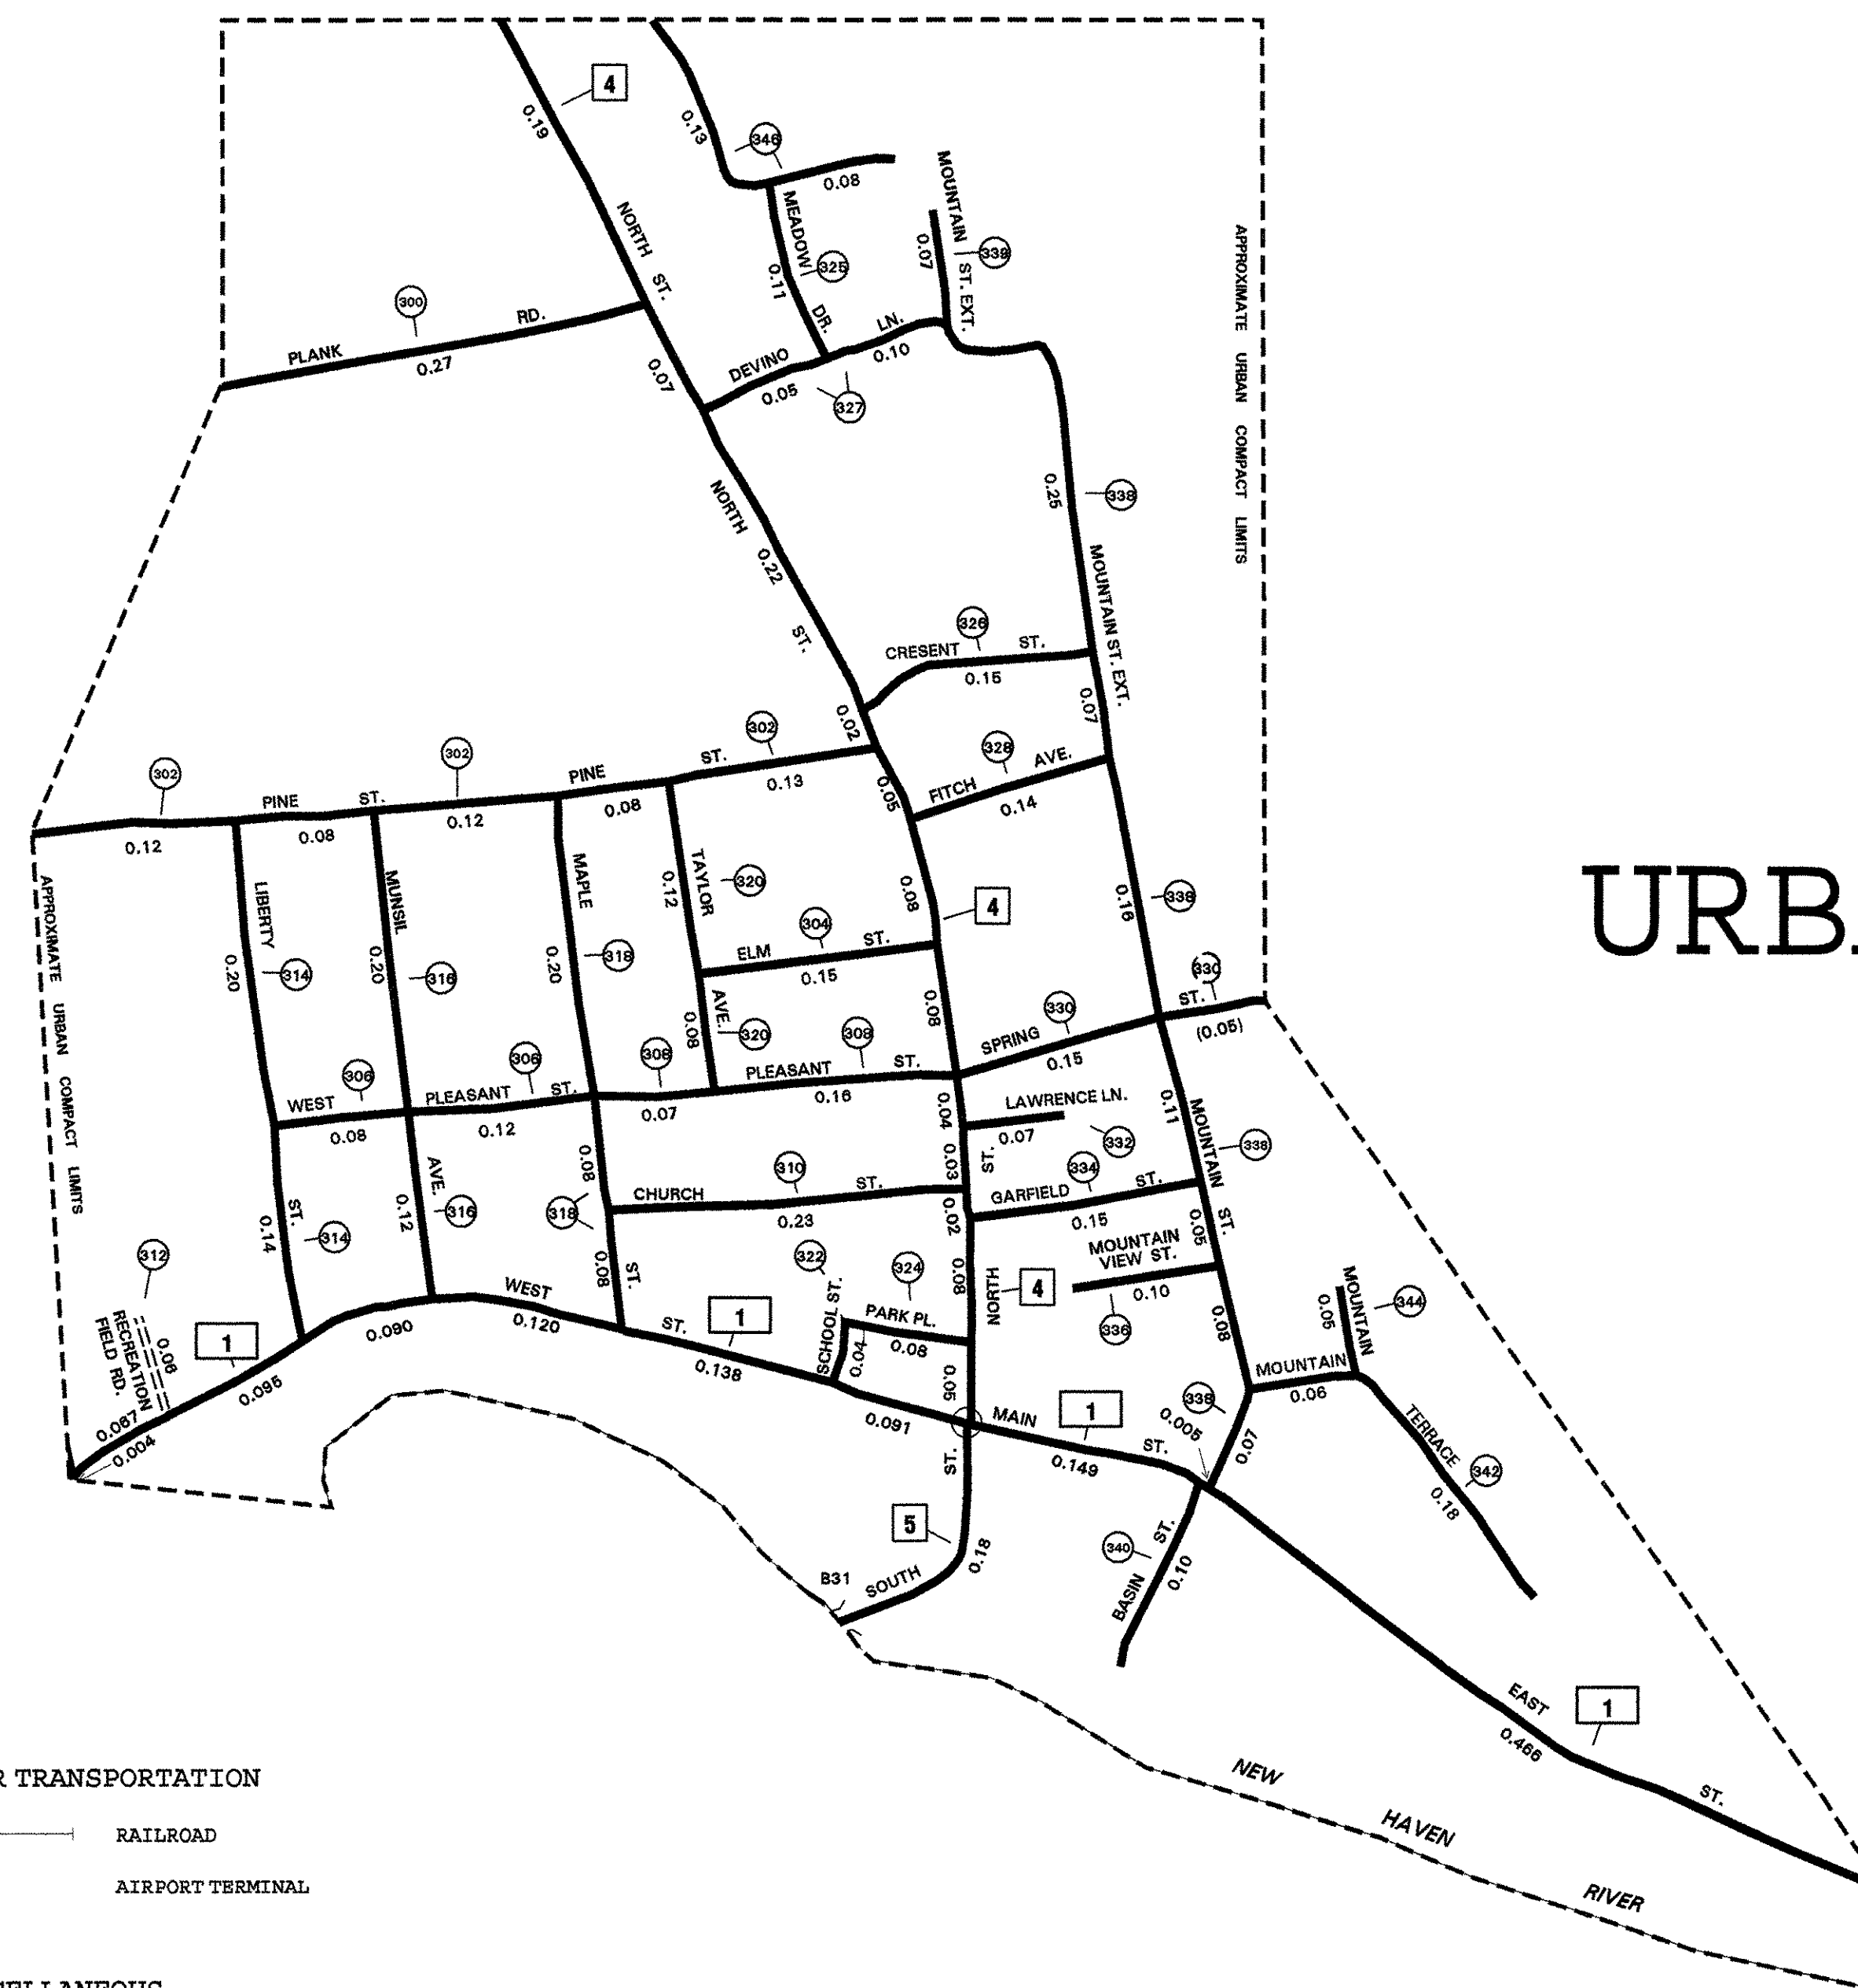 4
0.19
0.13
346
0.08
MOUNTAIN
ST. EXT.
339
0.07
NORTH
ST.
MEADOW
DR.
325
0.11
APPROXIMATE URBAN COMPACT LIMITS
300
PLANK
RD.
0.27
0.07
DEVINO
LN.
0.05
0.10
327
0.25
338
NORTH
0.22
ST.
MOUNTAIN ST. EXT.
326
CRESENT
ST.
0.15
0.07
0.02
302
302
302
PINE
ST.
PINE
ST.
0.12
0.08
0.12
0.08
0.13
0.05
328
FITCH
AVE.
0.14
URB
APPROXIMATE URBAN COMPACT LIMITS
LIBERTY
0.20
314
MUNSIL
0.20
316
MAPLE
0.20
318
TAYLOR
0.12
320
0.08
4
0.16
338
304
ELM
ST.
0.15
AVE.
0.08
320
0.08
330
330
SPRING
ST.
0.15
(0.05)
306
306
308
308
WEST
PLEASANT
ST.
PLEASANT
ST.
0.08
0.12
0.07
0.16
0.04
LAWRENCE LN.
0.07
332
0.11
MOUNTAIN
ST.
338
ST.
0.14
314
AVE.
0.12
316
0.08
318
0.08
ST.
310
CHURCH
ST.
0.23
0.03
ST.
0.02
334
GARFIELD
ST.
0.15
0.05
312
RECREATION
FIELD RD.
0.06
322
SCHOOL ST.
0.04
324
PARK PL.
0.08
0.08
NORTH
4
MOUNTAIN
VIEW ST.
0.10
336
0.08
MOUNTAIN
0.05
344
1
WEST
ST.
1
0.067
0.004
0.095
0.090
0.120
0.138
0.091
0.05
MAIN
1
ST.
0.149
338
0.005
0.07
MOUNTAIN
0.06
TERRACE
342
0.18
ST.
5
0.18
B31
SOUTH
340
BASIN
ST.
0.10
EAST
1
0.466
ST.
NEW
HAVEN
RIVER
R TRANSPORTATION
RAILROAD
AIRPORT TERMINAL